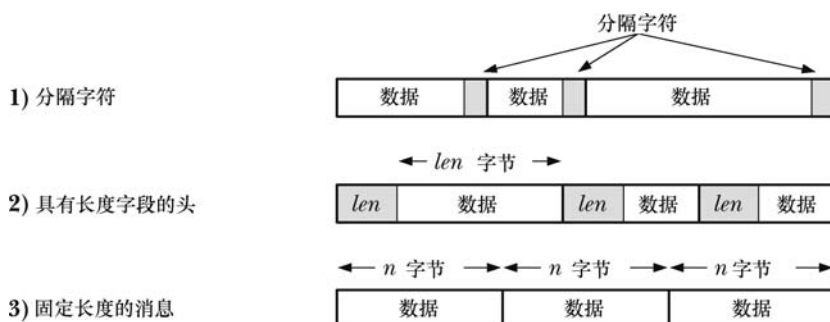 分隔字符
1) 分隔字符
数据 数据 数据
len 字节
2) 具有长度字段的头
len 数据 len 数据 len 数据
n 字节 n 字节 n 字节
3) 固定长度的消息
数据 数据 数据